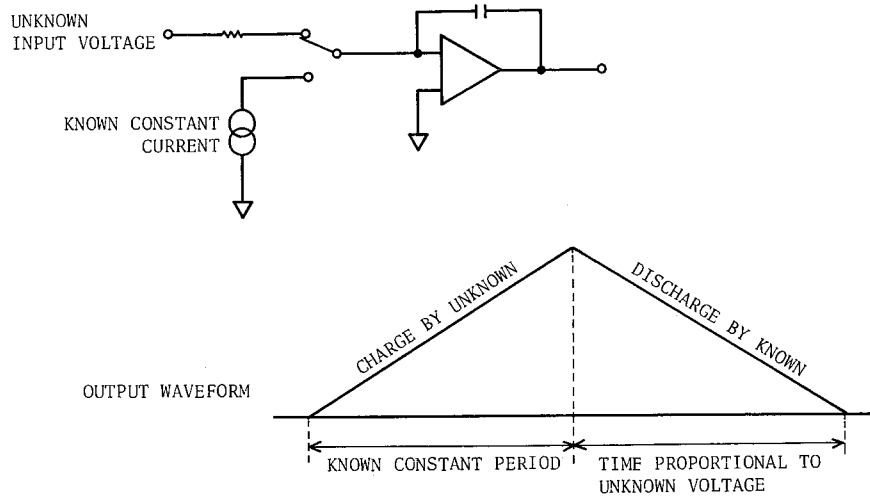 UNKNOWN
INPUT VOLTAGE
KNOWN CONSTANT
CURRENT
CHARGE BY UNKNOWN
DISCHARGE BY KNOWN
OUTPUT WAVEFORM
KNOWN CONSTANT PERIOD
TIME PROPORTIONAL TO
UNKNOWN VOLTAGE